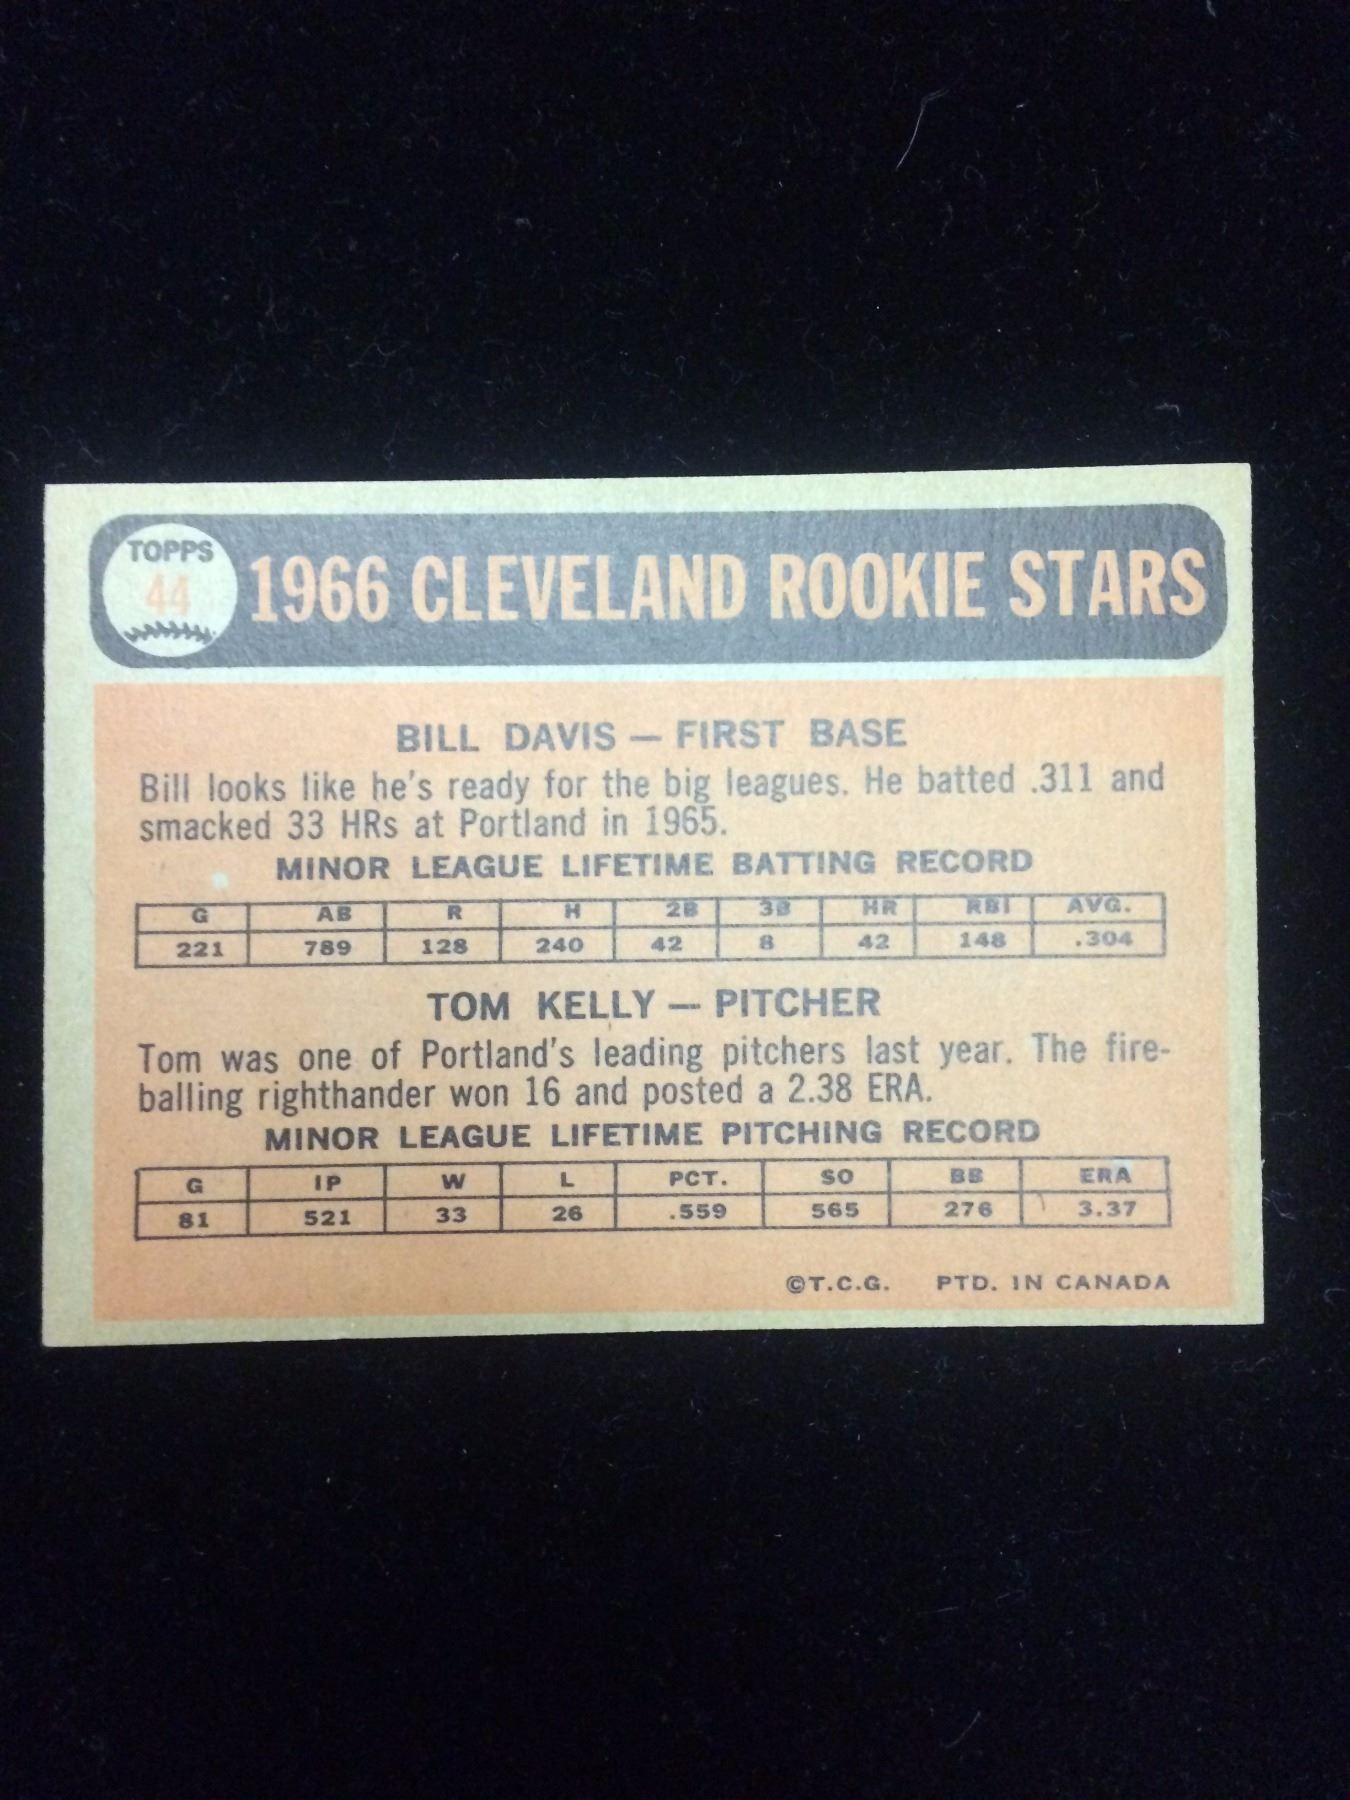 TOPPS
44
1966 CLEVELAND ROOKIE STARS
BILL DAVIS — FIRST BASE
Bill looks like he's ready for the big leagues. He batted .311 and
smacked 33 HRs at Portland in 1965.
MINOR LEAGUE LIFETIME BATTING RECORD
G AB R H 2B 3B HR RBI AVG.
221 789 128 240 42 8 42 148 .304
TOM KELLY — PITCHER
Tom was one of Portland's leading pitchers last year. The fire-
balling righthander won 16 and posted a 2.38 ERA.
MINOR LEAGUE LIFETIME PITCHING RECORD
G IP W L PCT. SO BB ERA
81 521 33 26 .559 565 276 3.37
©T.C.G. PTD. IN CANADA